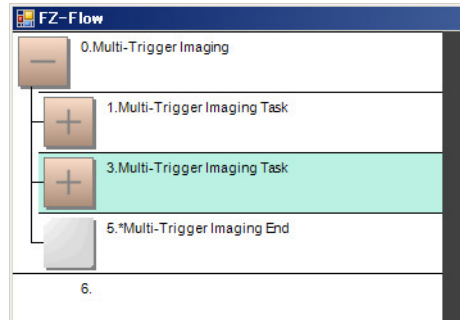 FZ-Flow
0.Multi-Trigger Imaging
1.Multi-Trigger Imaging Task
3.Multi-Trigger Imaging Task
5.*Multi-Trigger Imaging End
6.